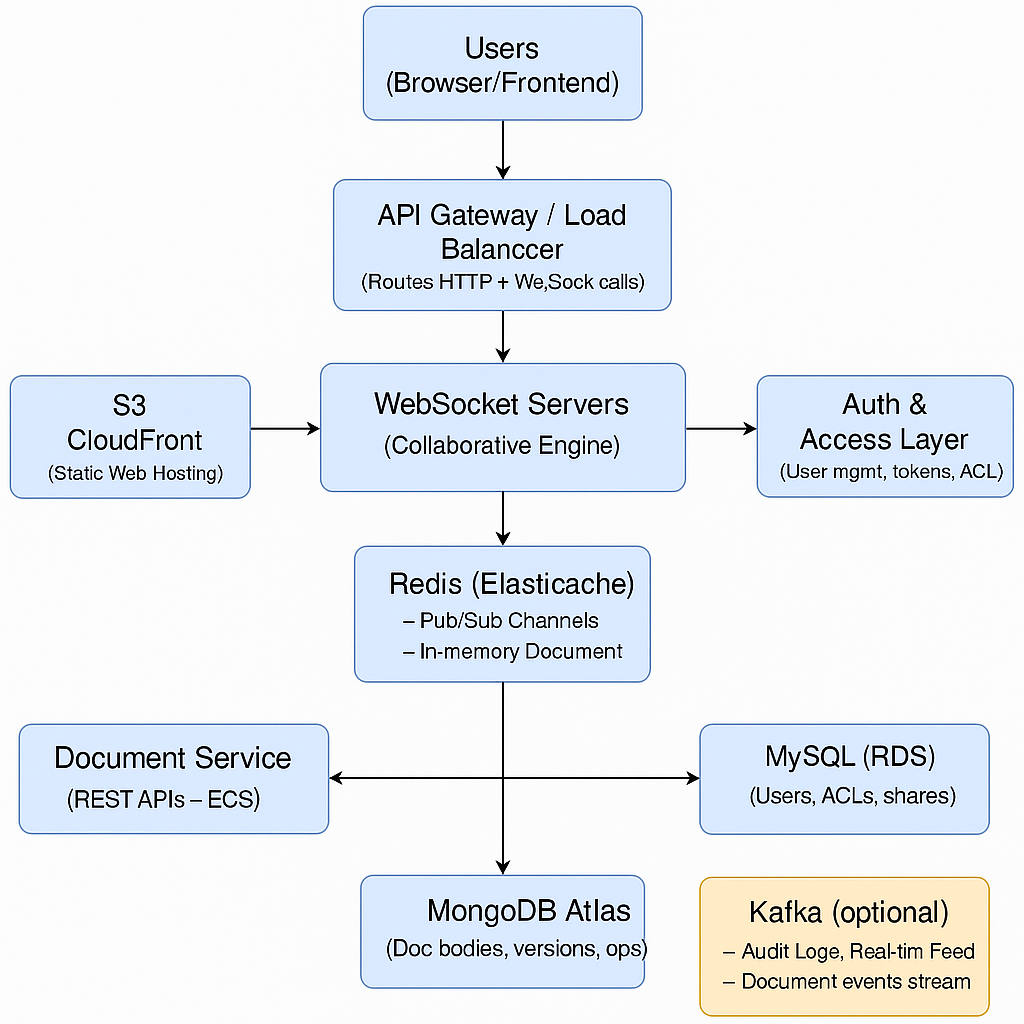 Users
(Browser/Frontend)
API Gateway / Load
Balanccer
(Routes HTTP + We,Sock calls)
S3
CloudFront
(Static Web Hosting)
WebSocket Servers
(Collaborative Engine)
Auth &
Access Layer
(User mgmt, tokens, ACL)
Redis (Elasticache)
– Pub/Sub Channels
– In-memory Document
Document Service
(REST APIs – ECS)
MySQL (RDS)
(Users, ACLs, shares)
MongoDB Atlas
(Doc bodies, versions, ops)
Kafka (optional)
– Audit Loge, Real-tim Feed
– Document events stream